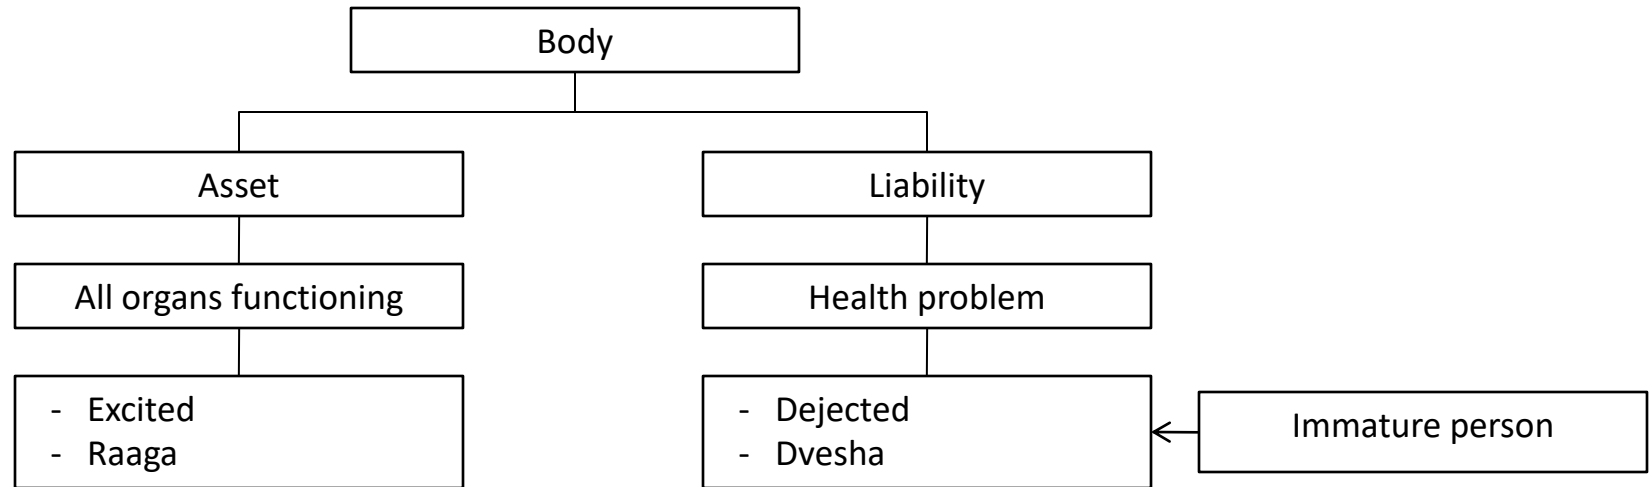 Body
Asset
Liability
All organs functioning
Health problem
- Excited
- Raaga
- Dejected
- Dvesha
Immature person